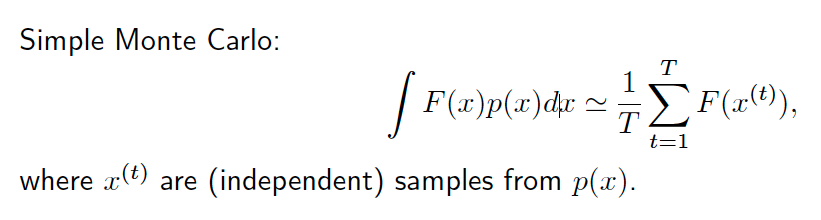 Simple Monte Carlo:
∫ F(x)p(x)dx ≃ 1/T ∑_{t=1}^{T} F(x^{(t)}),
where x^{(t)} are (independent) samples from p(x).